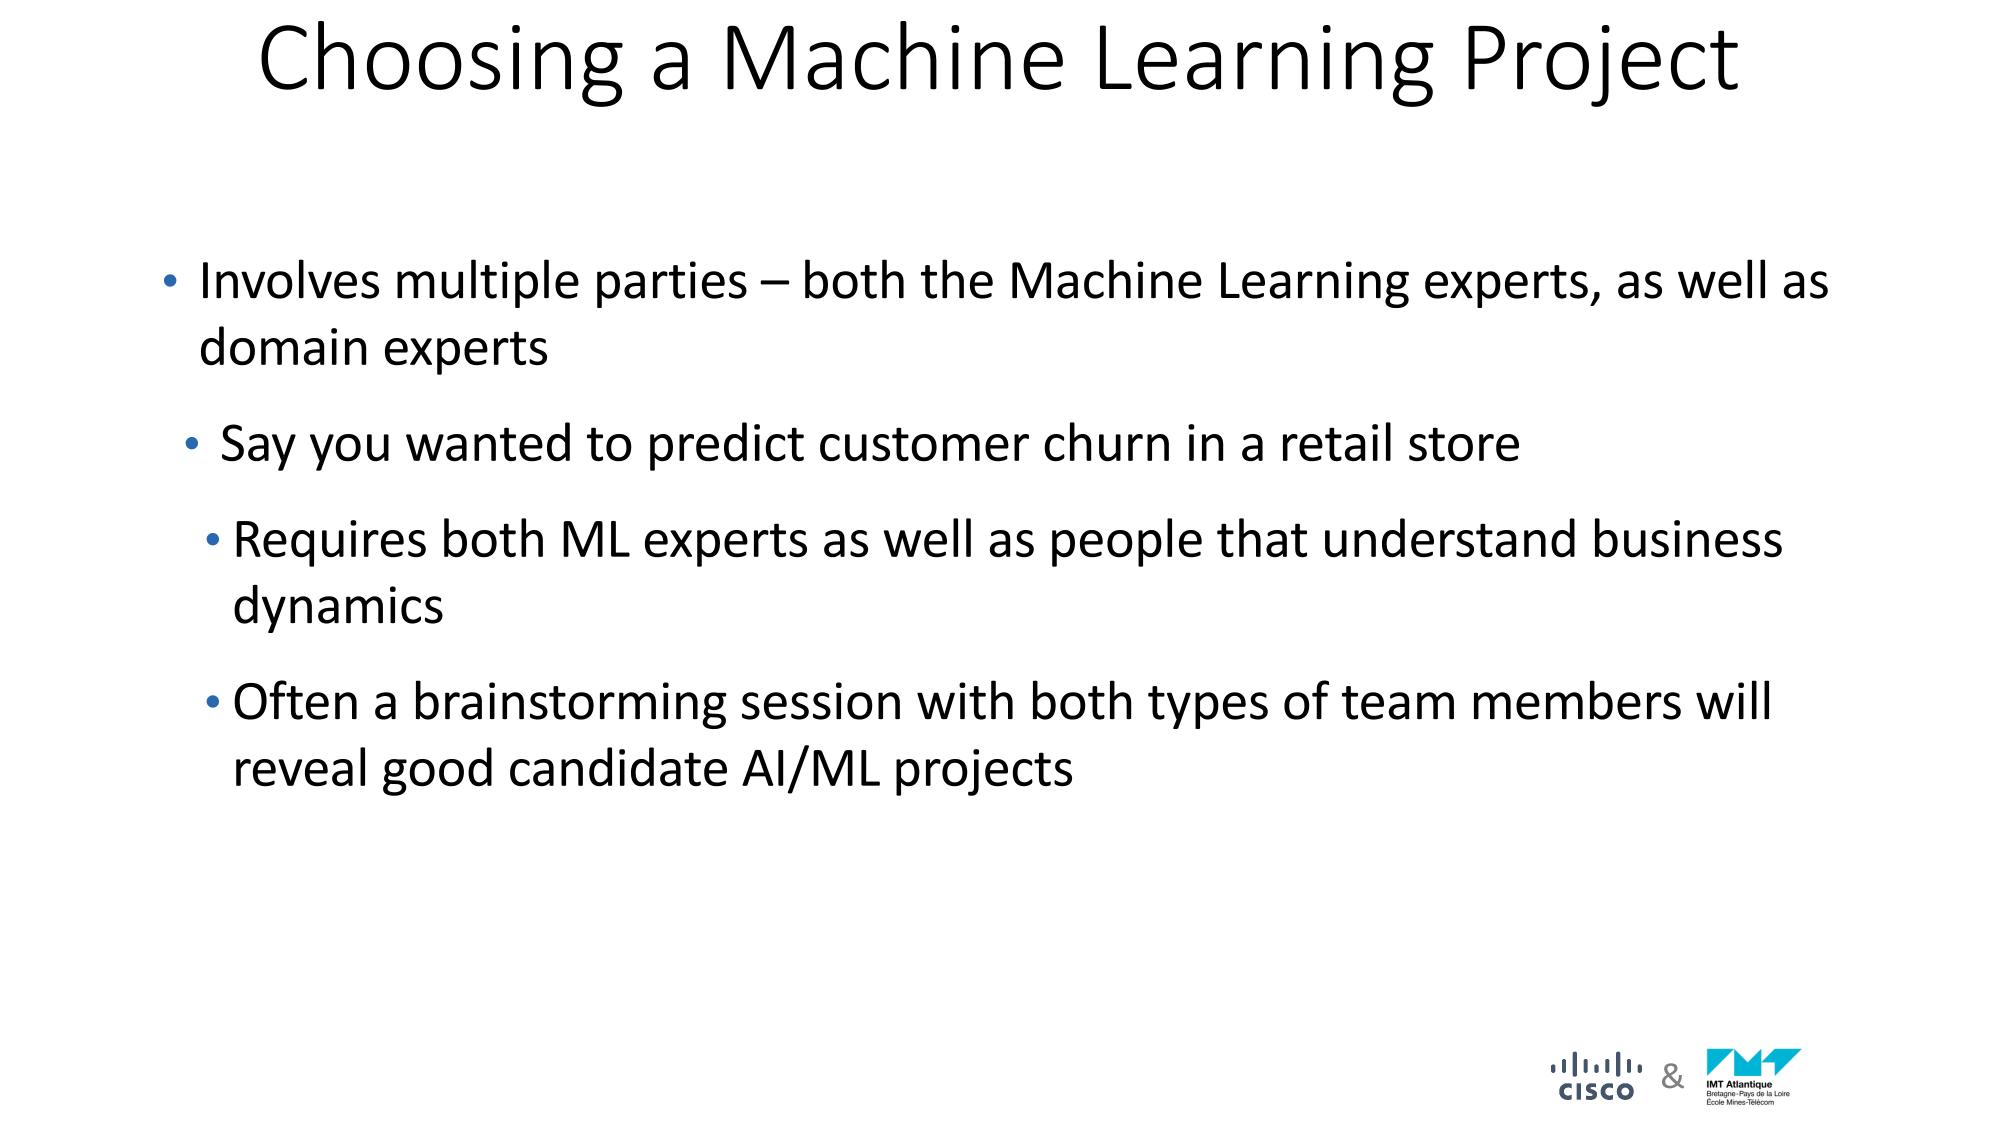 Choosing a Machine Learning Project
• Involves multiple parties – both the Machine Learning experts, as well as
domain experts
• Say you wanted to predict customer churn in a retail store
• Requires both ML experts as well as people that understand business
dynamics
• Often a brainstorming session with both types of team members will
reveal good candidate AI/ML projects
CISCO & IMT Atlantique
Bretagne-Pays de la Loire
École Mines-Télécom